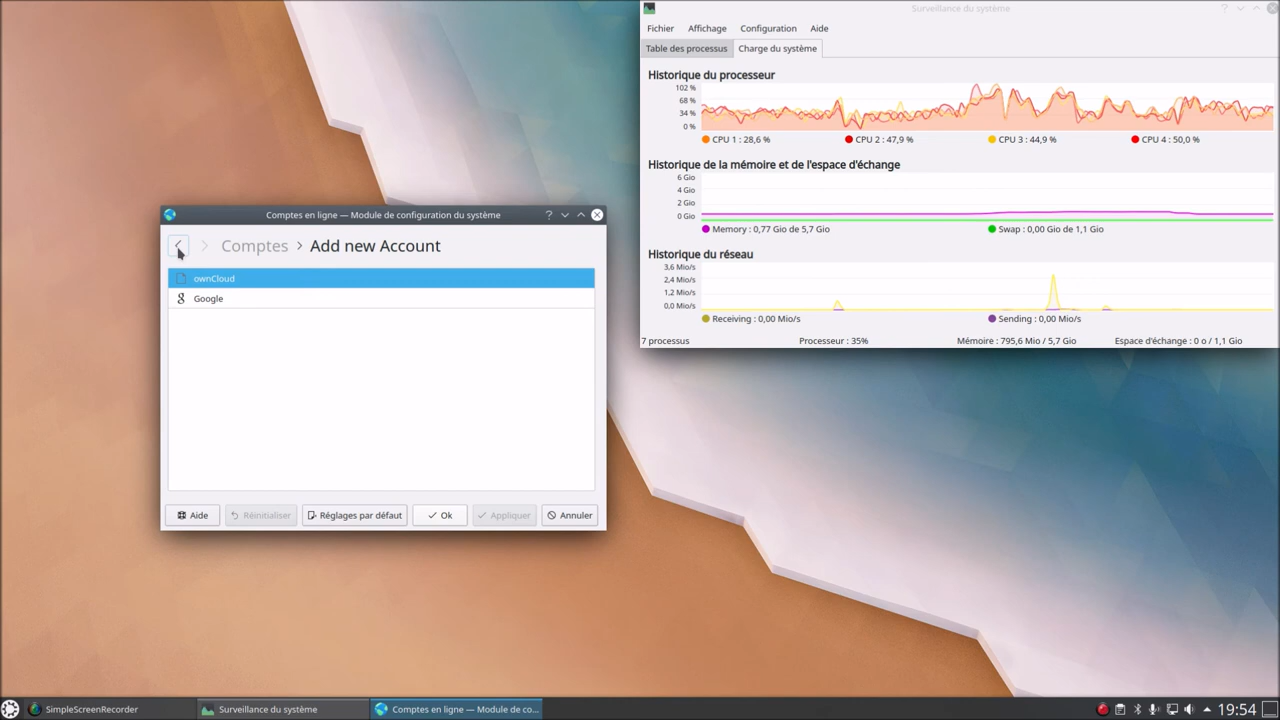 Surveillance du système
Fichier Affichage Configuration Aide
Table des processus Charge du système
Historique du processeur
102 %
68 %
34 %
0 %
CPU 1 : 28,6 % CPU 2 : 47,9 % CPU 3 : 44,9 % CPU 4 : 50,0 %
Historique de la mémoire et de l'espace d'échange
6 Gio
4 Gio
2 Gio
0 Gio
Memory : 0,77 Gio de 5,7 Gio Swap : 0,00 Gio de 1,1 Gio
Historique du réseau
3,6 Mio/s
2,4 Mio/s
1,2 Mio/s
0,0 Mio/s
Receiving : 0,00 Mio/s Sending : 0,00 Mio/s
7 processus Processeur : 35% Mémoire : 795,6 Mio / 5,7 Gio Espace d'échange : 0 o / 1,1 Gio
Comptes en ligne — Module de configuration du système
Comptes > Add new Account
ownCloud
Google
Aide Réinitialiser Réglages par défaut Ok Appliquer Annuler
SimpleScreenRecorder Surveillance du système Comptes en ligne — Module de co... 19:54